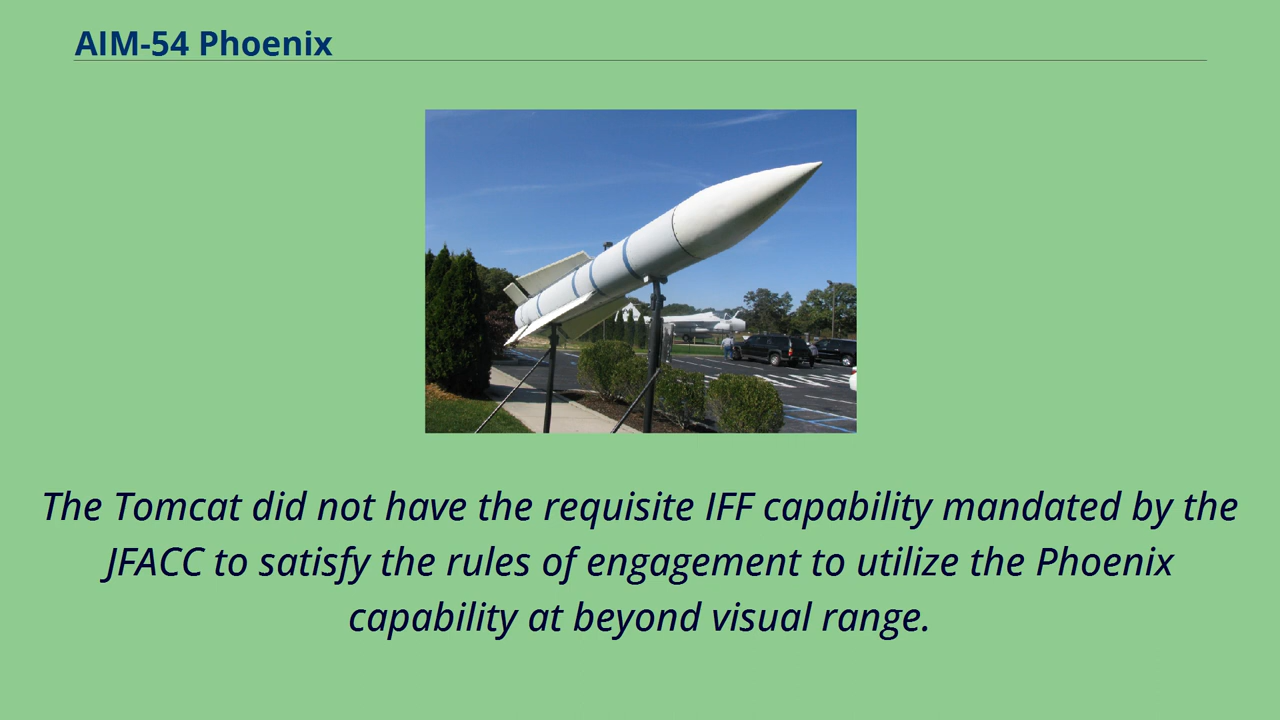 AIM-54 Phoenix
The Tomcat did not have the requisite IFF capability mandated by the
JFACC to satisfy the rules of engagement to utilize the Phoenix
capability at beyond visual range.